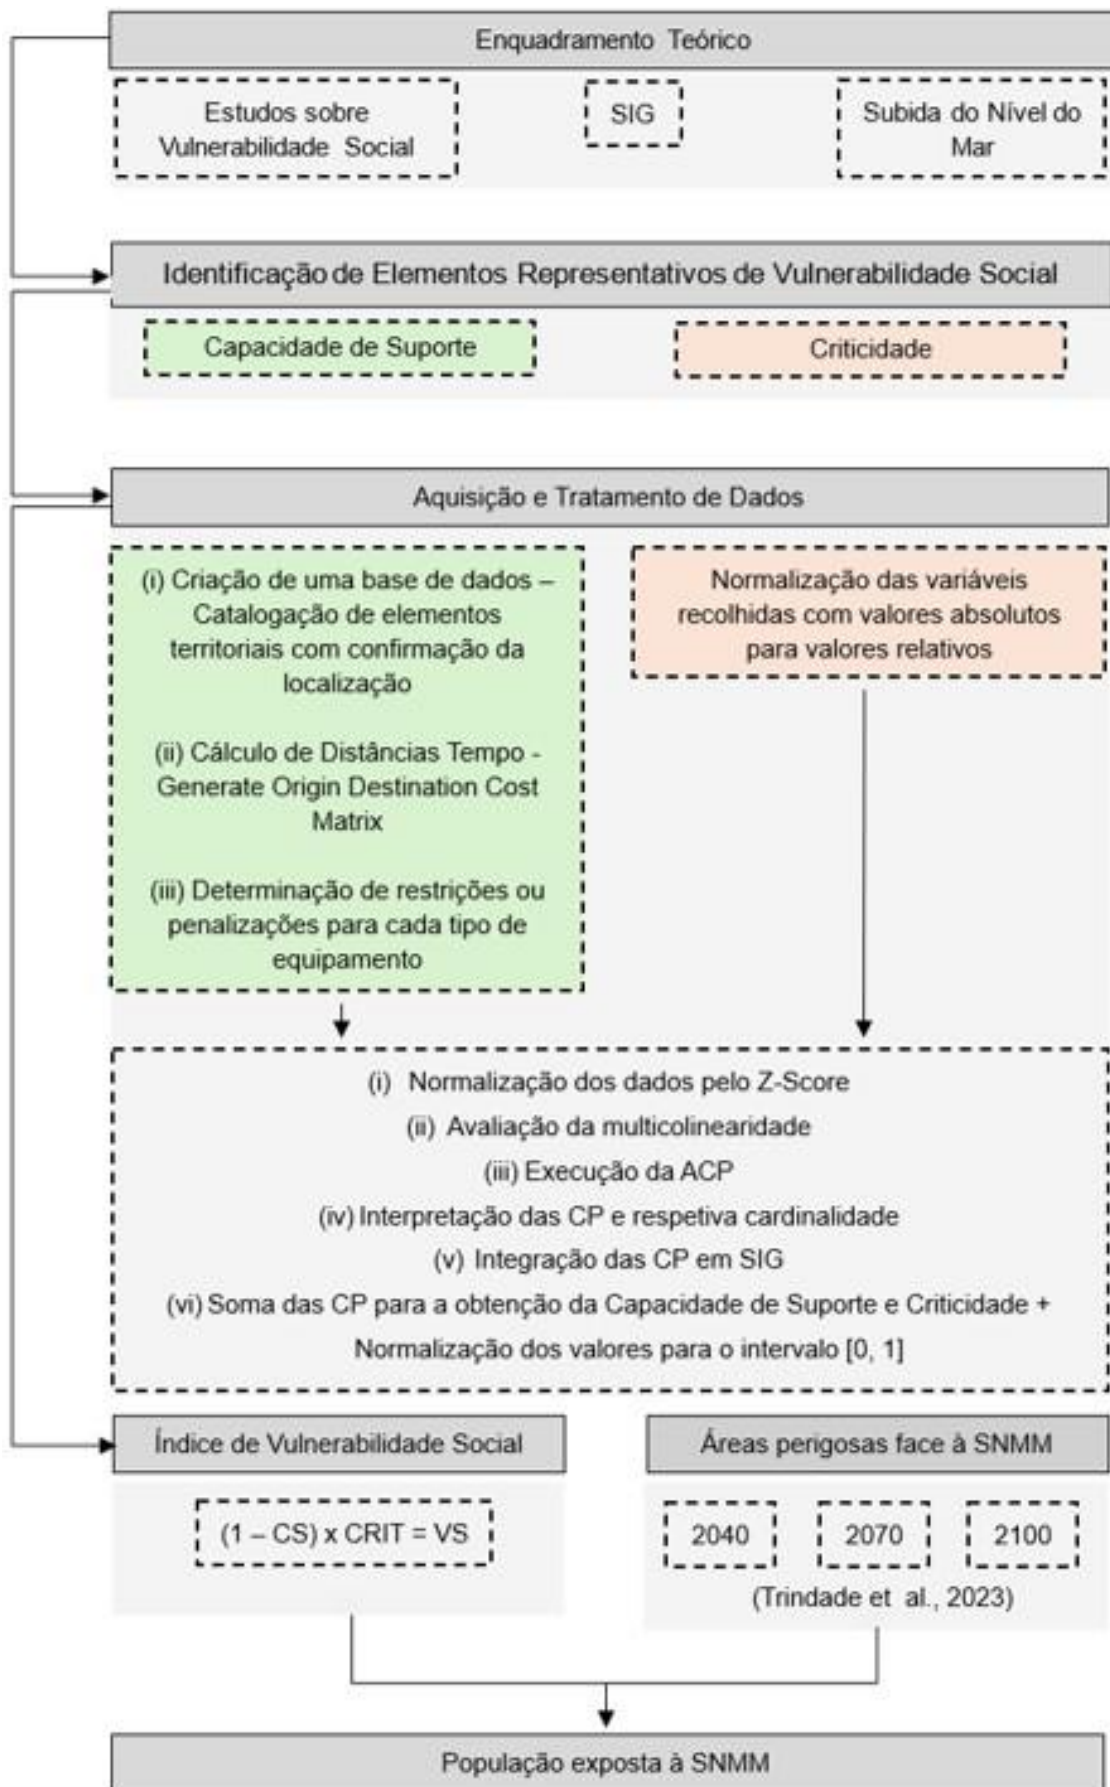 Enquadramento Teórico
Estudos sobre
Vulnerabilidade Social
SIG
Subida do Nível do
Mar
Identificação de Elementos Representativos de Vulnerabilidade Social
Capacidade de Suporte
Criticidade
Aquisição e Tratamento de Dados
(i) Criação de uma base de dados –
Catalogação de elementos
territoriais com confirmação da
localização
(ii) Cálculo de Distâncias Tempo -
Generate Origin Destination Cost
Matrix
(iii) Determinação de restrições ou
penalizações para cada tipo de
equipamento
Normalização das variáveis
recolhidas com valores absolutos
para valores relativos
(i) Normalização dos dados pelo Z-Score
(ii) Avaliação da multicolinearidade
(iii) Execução da ACP
(iv) Interpretação das CP e respetiva cardinalidade
(v) Integração das CP em SIG
(vi) Soma das CP para a obtenção da Capacidade de Suporte e Criticidade +
Normalização dos valores para o intervalo [0, 1]
Índice de Vulnerabilidade Social
(1 – CS) x CRIT = VS
Áreas perigosas face à SNMM
2040
2070
2100
(Trindade et al., 2023)
População exposta à SNMM